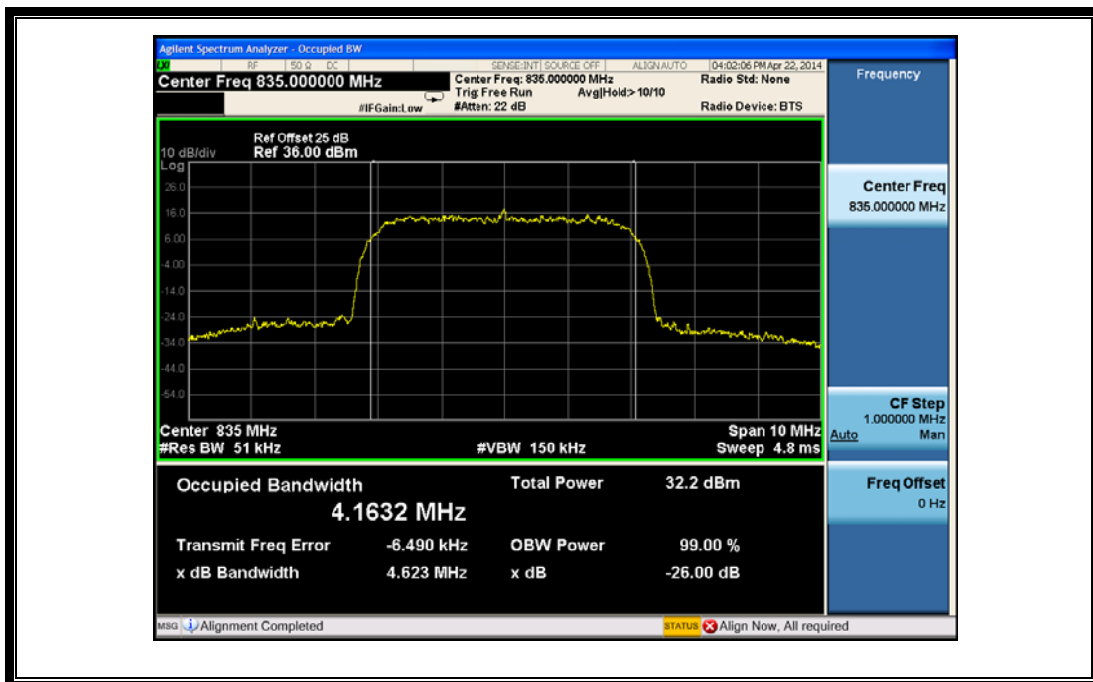 Agilent Spectrum Analyzer - Occupied BW
LXI RF 50 Ω DC SENSE:INT SOURCE OFF ALIGNAUTO 04:02:06 PM Apr 22, 2014
Center Freq 835.000000 MHz
Center Freq: 835.000000 MHz
Radio Std: None
Trig: Free Run Avg|Hold:> 10/10
#IFGain:Low
#Atten: 22 dB
Radio Device: BTS
Ref Offset 25 dB
10 dB/div Ref 36.00 dBm
Log
26.0
16.0
6.00
-4.00
-14.0
-24.0
-34.0
-44.0
-54.0
Center 835 MHz Span 10 MHz
#Res BW 51 kHz #VBW 150 kHz Sweep 4.8 ms
Occupied Bandwidth Total Power 32.2 dBm
4.1632 MHz
Transmit Freq Error -6.490 kHz OBW Power 99.00 %
x dB Bandwidth 4.623 MHz x dB -26.00 dB
MSG Alignment Completed STATUS Align Now, All required
Frequency
Center Freq
835.000000 MHz
CF Step
1.000000 MHz
Auto Man
Freq Offset
0 Hz